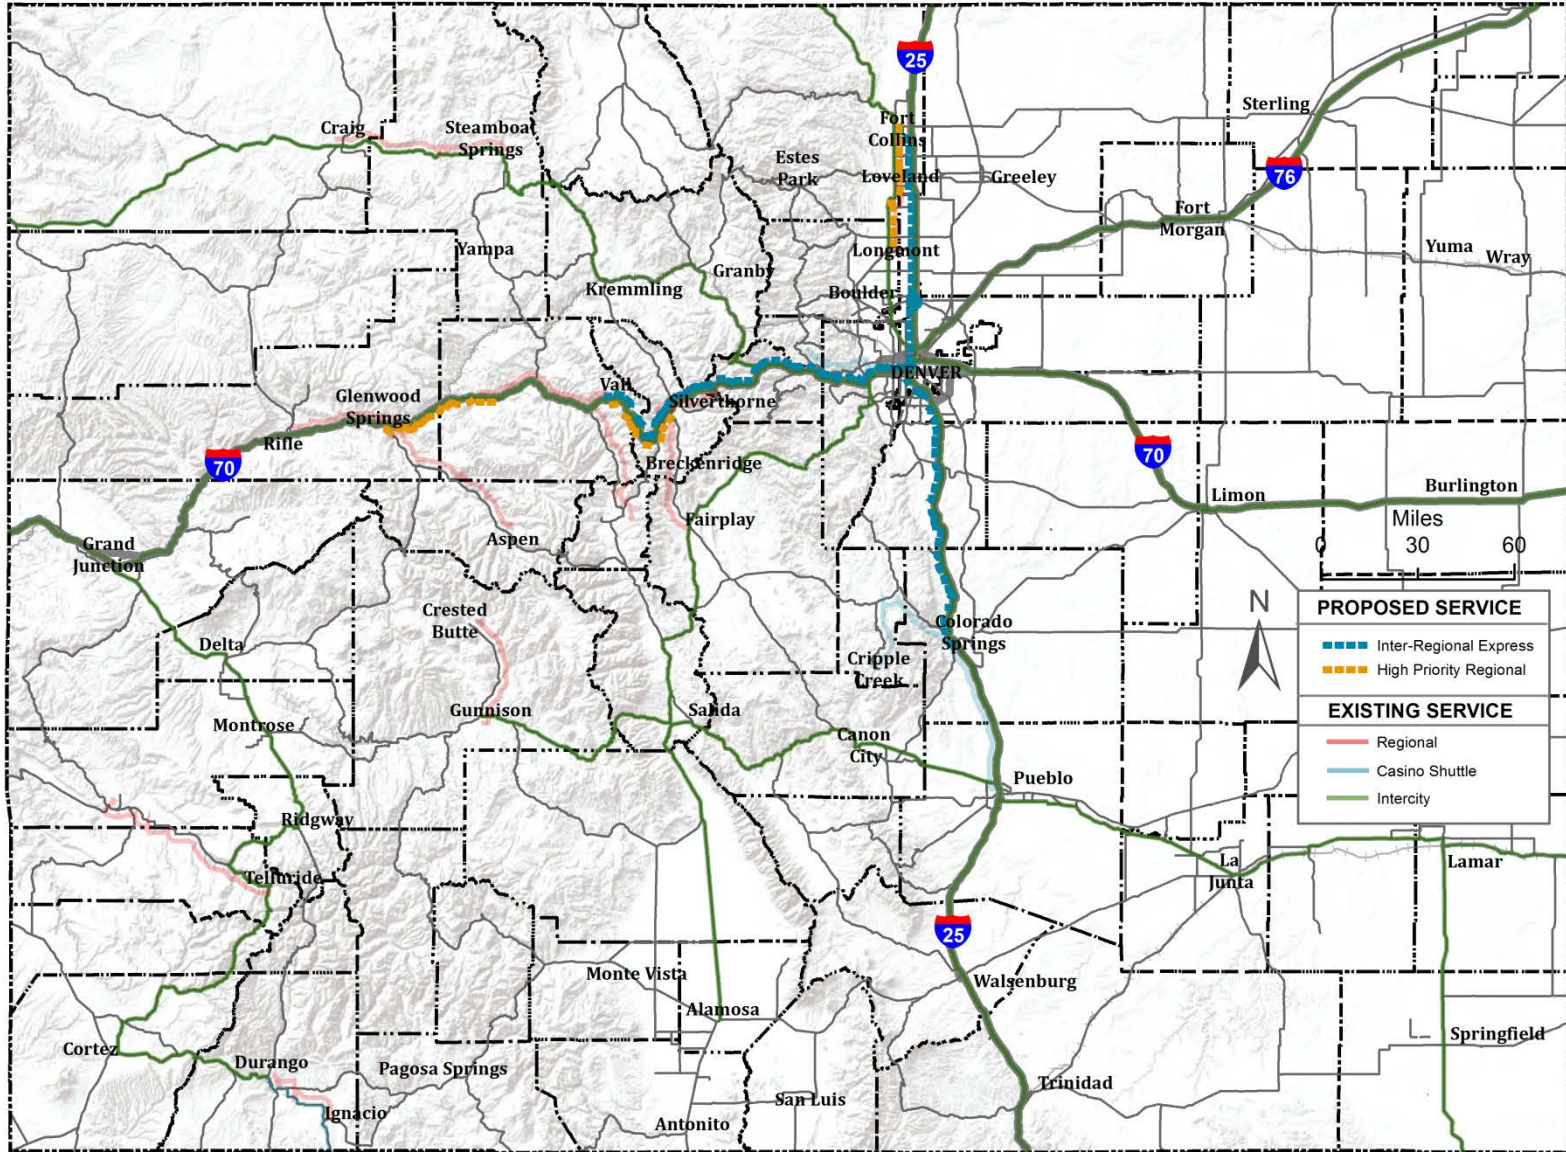 25
Sterling
Craig
Steamboat
Springs
Fort
Collins
Estes
Park
Loveland
Greeley
76
Fort
Morgan
Yampa
Longmont
Yuma
Wray
Granby
Kremmling
Boulder
DENVER
Vail
Silverthorne
Glenwood
Springs
Rifle
70
Breckenridge
70
Limon
Burlington
Fairplay
Aspen
Grand
Junction
Miles
0 30 60
Crested
Butte
N
PROPOSED SERVICE
Inter-Regional Express
High Priority Regional
EXISTING SERVICE
Regional
Casino Shuttle
Intercity
Colorado
Springs
Delta
Cripple
Creek
Gunnison
Salida
Montrose
Canon
City
Pueblo
Ridgway
Telluride
La
Junta
Lamar
25
Monte Vista
Walsenburg
Alamosa
Springfield
Cortez
Durango
Pagosa Springs
Trinidad
San Luis
Ignacio
Antonito